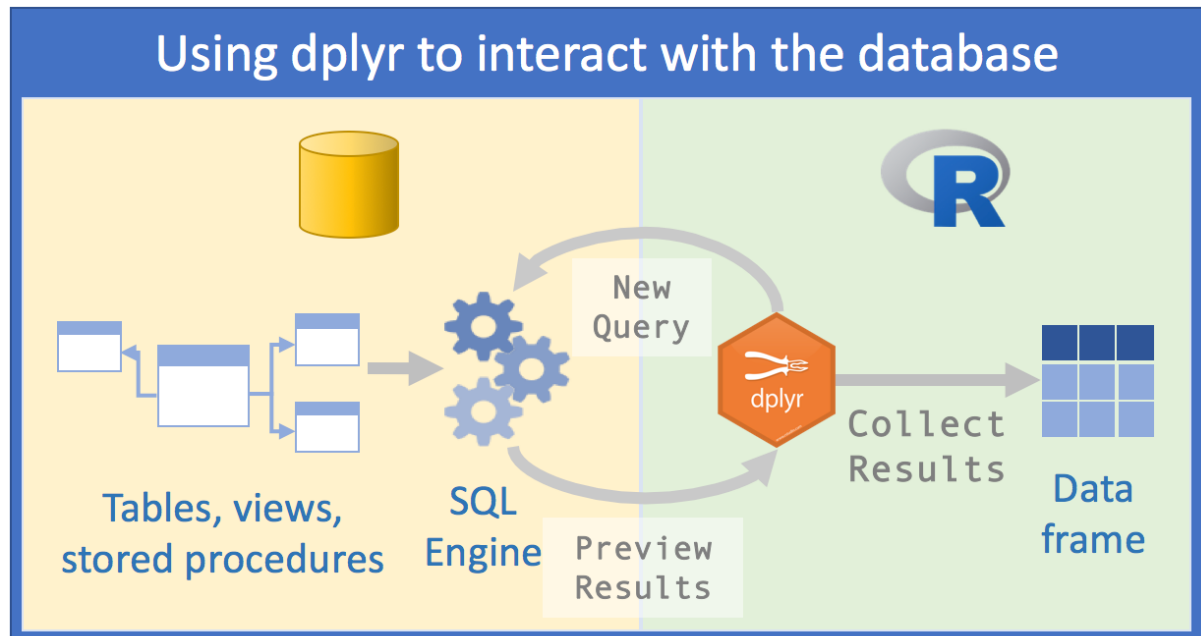 Using dplyr to interact with the database
R
New
Query
dplyr
Collect
Results
Tables, views,
stored procedures
SQL
Engine
Preview
Results
Data
frame